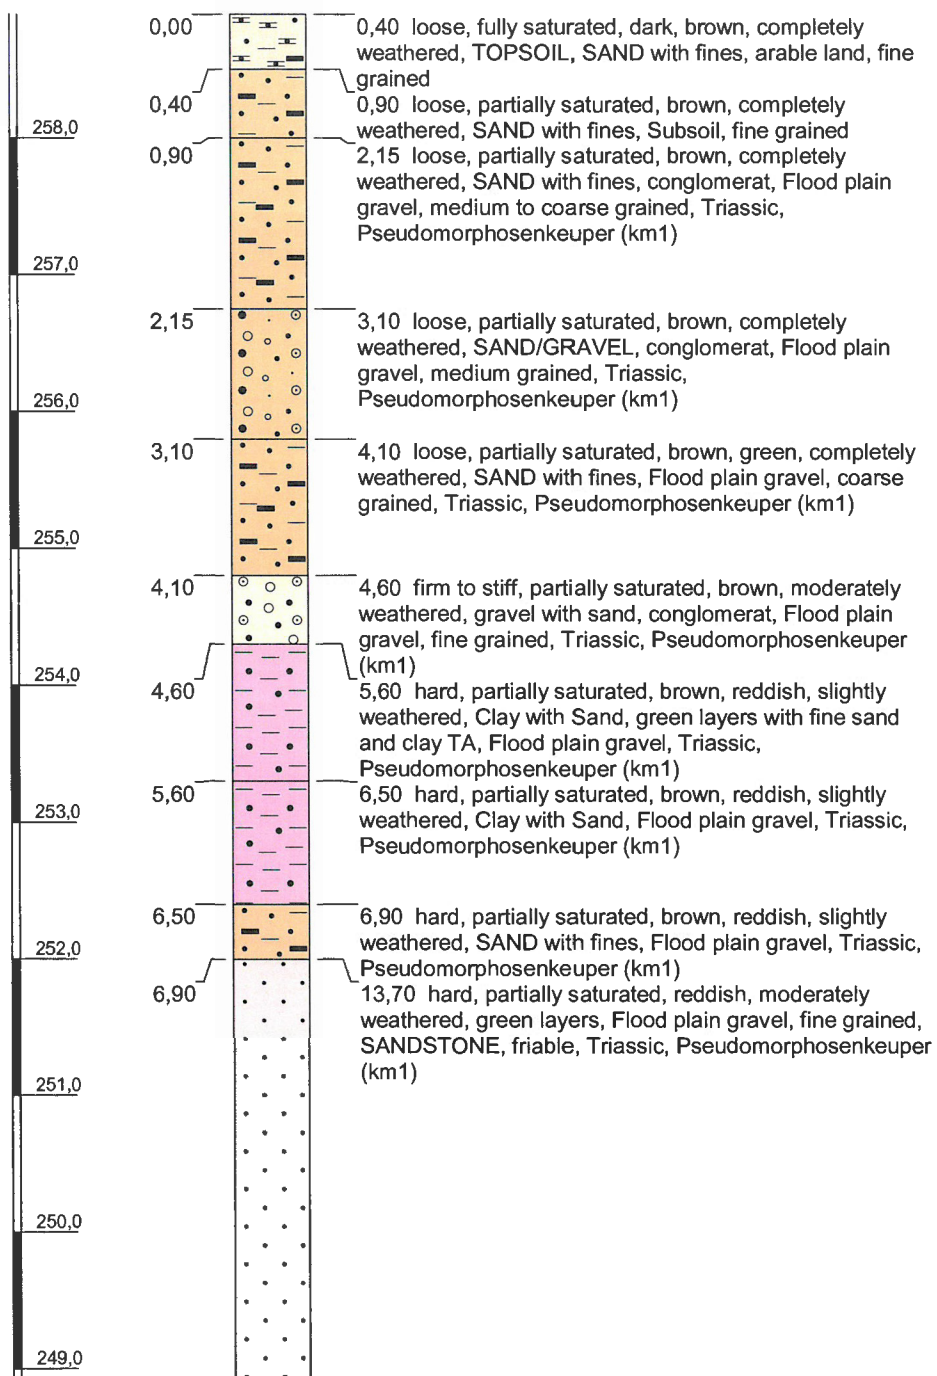 0,00
0,40 loose, fully saturated, dark, brown, completely
weathered, TOPSOIL, SAND with fines, arable land, fine
grained
0,40
0,90 loose, partially saturated, brown, completely
weathered, SAND with fines, Subsoil, fine grained
258,0
0,90
2,15 loose, partially saturated, brown, completely
weathered, SAND with fines, conglomerat, Flood plain
gravel, medium to coarse grained, Triassic,
Pseudomorphosenkeuper (km1)
257,0
2,15
3,10 loose, partially saturated, brown, completely
weathered, SAND/GRAVEL, conglomerat, Flood plain
gravel, medium grained, Triassic,
Pseudomorphosenkeuper (km1)
256,0
3,10
4,10 loose, partially saturated, brown, green, completely
weathered, SAND with fines, Flood plain gravel, coarse
grained, Triassic, Pseudomorphosenkeuper (km1)
255,0
4,10
4,60 firm to stiff, partially saturated, brown, moderately
weathered, gravel with sand, conglomerat, Flood plain
gravel, fine grained, Triassic, Pseudomorphosenkeuper
(km1)
254,0
4,60
5,60 hard, partially saturated, brown, reddish, slightly
weathered, Clay with Sand, green layers with fine sand
and clay TA, Flood plain gravel, Triassic,
Pseudomorphosenkeuper (km1)
5,60
6,50 hard, partially saturated, brown, reddish, slightly
weathered, Clay with Sand, Flood plain gravel, Triassic,
Pseudomorphosenkeuper (km1)
253,0
6,50
6,90 hard, partially saturated, brown, reddish, slightly
weathered, SAND with fines, Flood plain gravel, Triassic,
Pseudomorphosenkeuper (km1)
252,0
6,90
13,70 hard, partially saturated, reddish, moderately
weathered, green layers, Flood plain gravel, fine grained,
SANDSTONE, friable, Triassic, Pseudomorphosenkeuper
(km1)
251,0
250,0
249,0